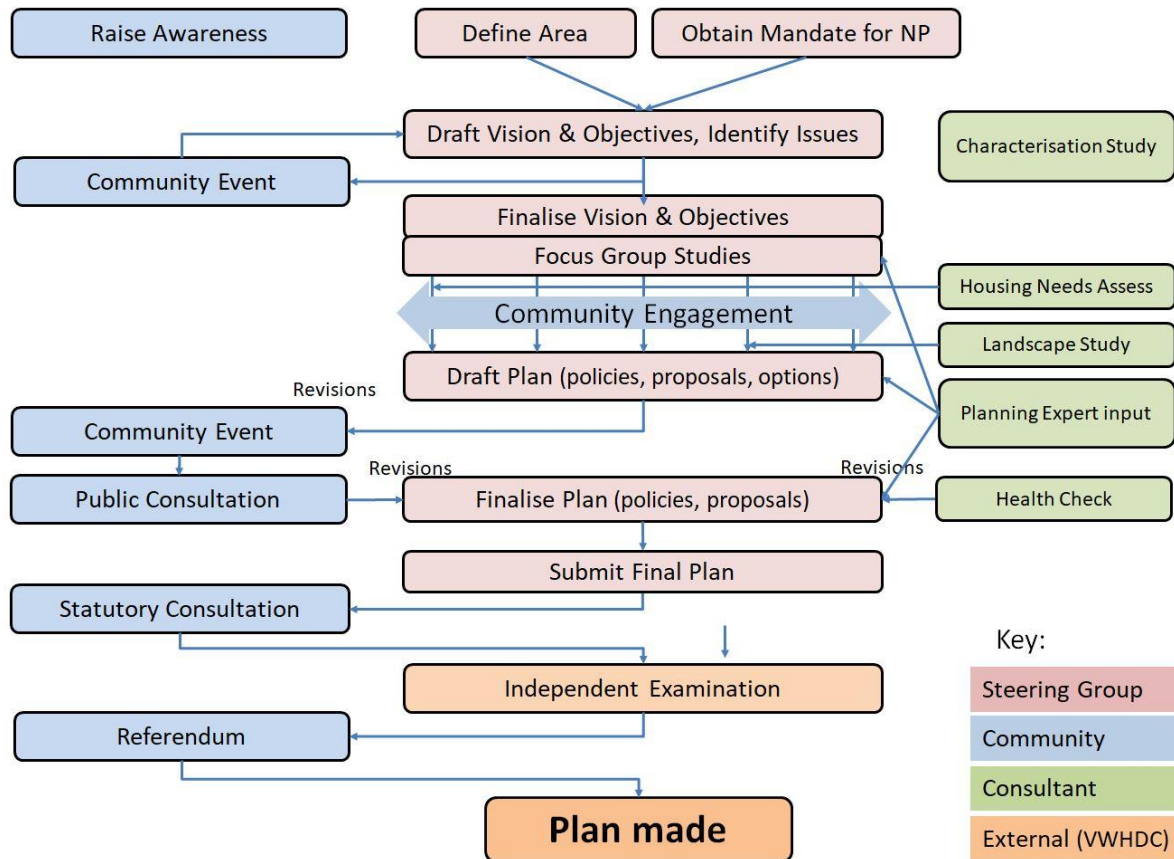 Raise Awareness
Define Area
Obtain Mandate for NP
Draft Vision & Objectives, Identify Issues
Characterisation Study
Community Event
Finalise Vision & Objectives
Focus Group Studies
Housing Needs Assess
Community Engagement
Landscape Study
Draft Plan (policies, proposals, options)
Revisions
Planning Expert input
Community Event
Revisions
Revisions
Public Consultation
Finalise Plan (policies, proposals)
Health Check
Submit Final Plan
Statutory Consultation
Key:
Independent Examination
Steering Group
Referendum
Community
Consultant
Plan made
External (VWHDC)